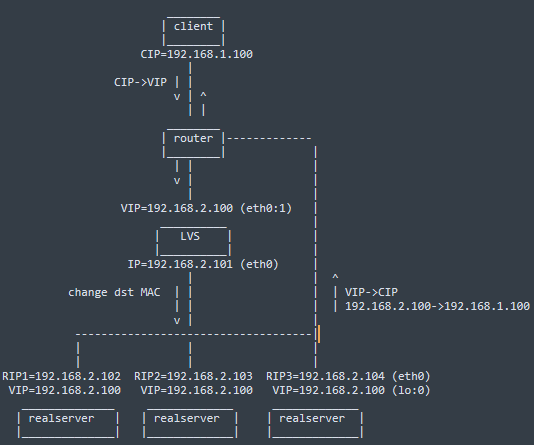 client
CIP=192.168.1.100
CIP->VIP
router
VIP=192.168.2.100 (eth0:1)
LVS
IP=192.168.2.101 (eth0)
change dst MAC
VIP->CIP
192.168.2.100->192.168.1.100
RIP1=192.168.2.102 RIP2=192.168.2.103 RIP3=192.168.2.104 (eth0)
VIP=192.168.2.100 VIP=192.168.2.100 VIP=192.168.2.100 (lo:0)
realserver realserver realserver